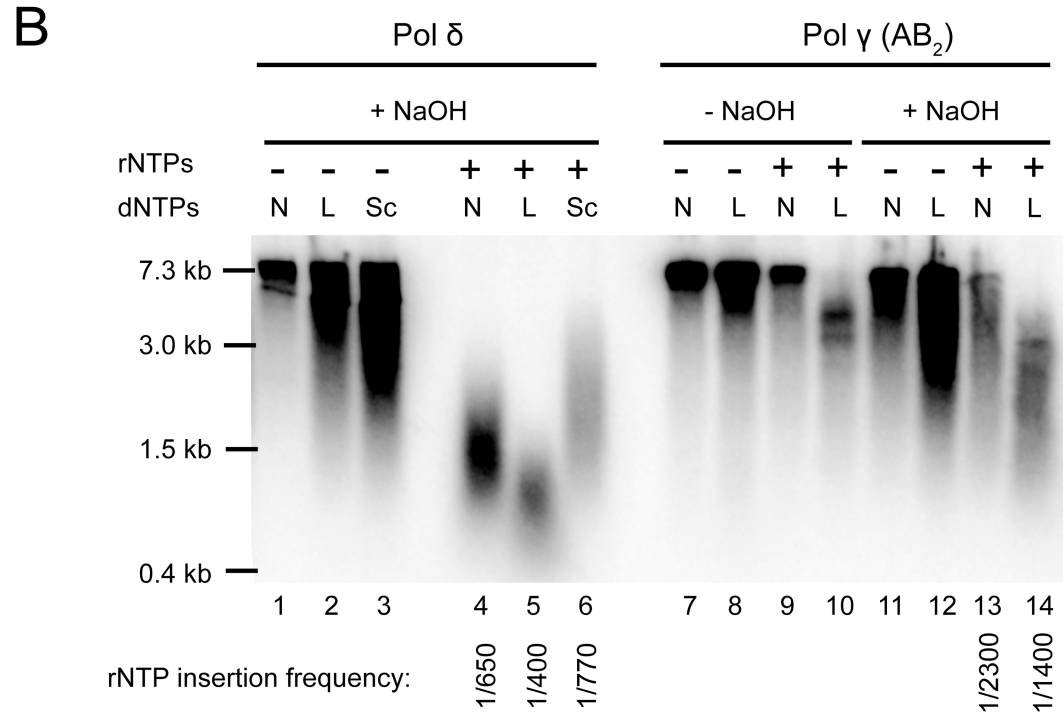 B
Pol δ Pol γ (AB2)
+ NaOH - NaOH + NaOH
rNTPs - - - + + + - - + + - - + +
dNTPs N L Sc N L Sc N L N L N L N L
7.3 kb
3.0 kb
1.5 kb
0.4 kb
1 2 3 4 5 6 7 8 9 10 11 12 13 14
rNTP insertion frequency: 1/650 1/400 1/770 1/2300 1/1400